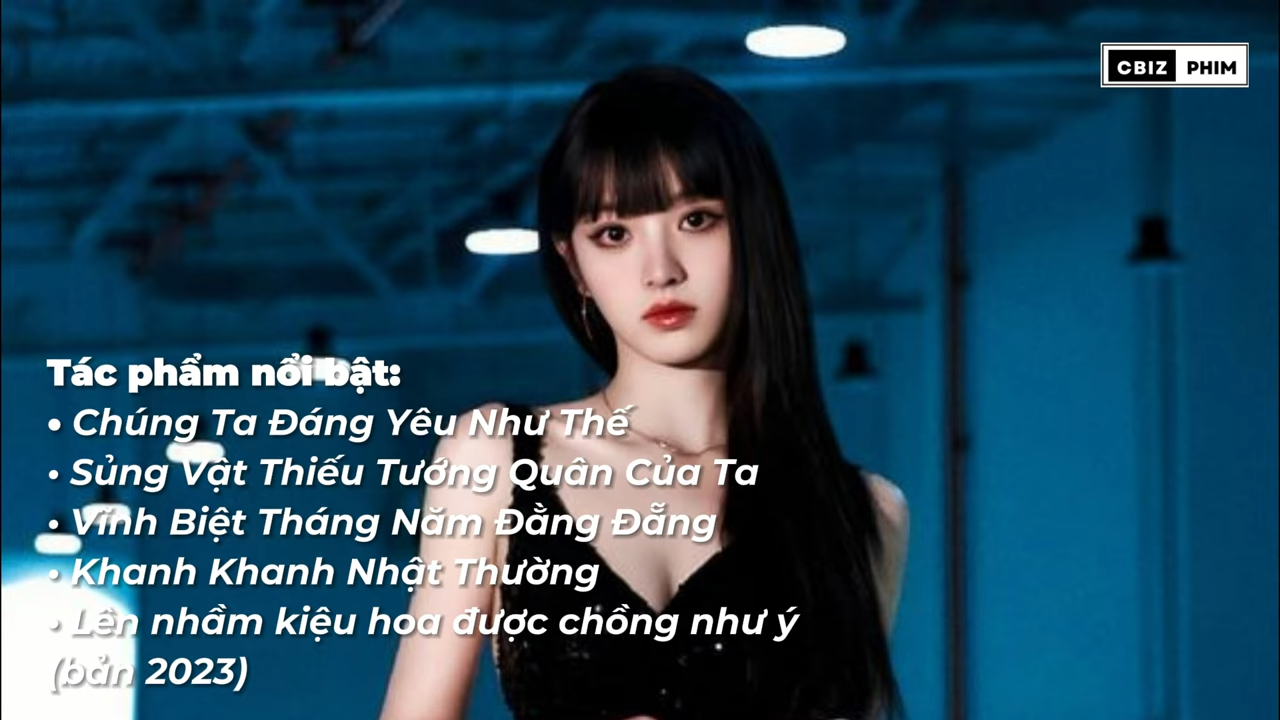 CBIZ PHIM
Tác phẩm nổi bật:
• Chúng Ta Đáng Yêu Như Thế
• Sủng Vật Thiếu Tướng Quân Của Ta
• Vĩnh Biệt Tháng Năm Đằng Đẵng
• Khanh Khanh Nhật Thường
• Lên nhầm kiệu hoa được chồng như ý
(bản 2023)